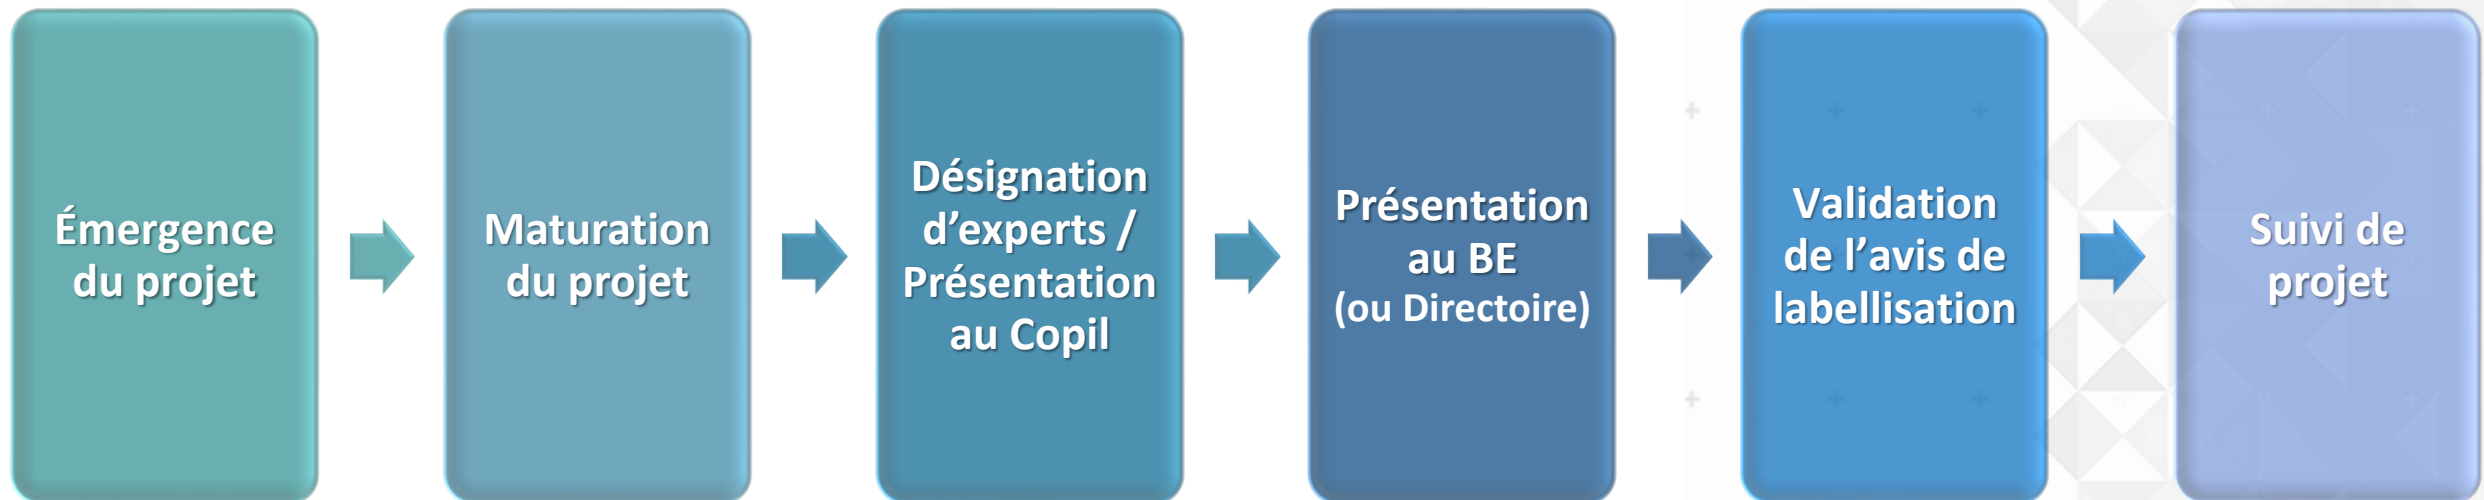 Émergence
du projet
Maturation
du projet
Désignation
d’experts /
Présentation
au Copil
Présentation
au BE
(ou Directoire)
Validation
de l’avis de
labellisation
Suivi de
projet